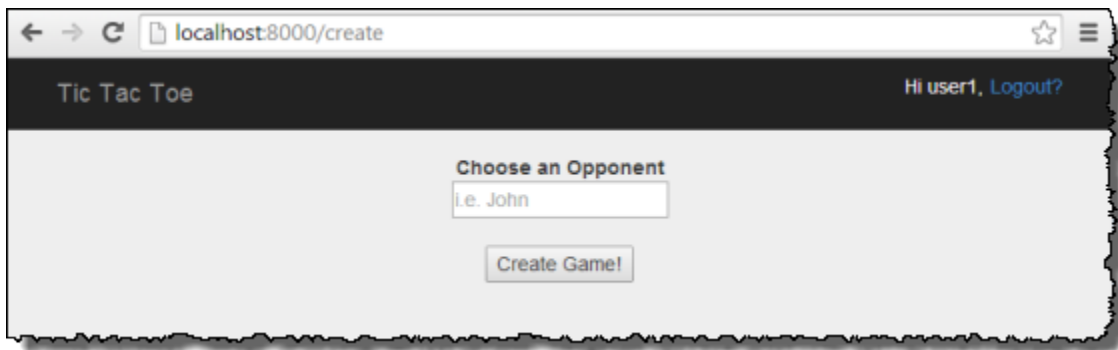 localhost:8000/create
Tic Tac Toe
Hi user1, Logout?
Choose an Opponent
i.e. John
Create Game!